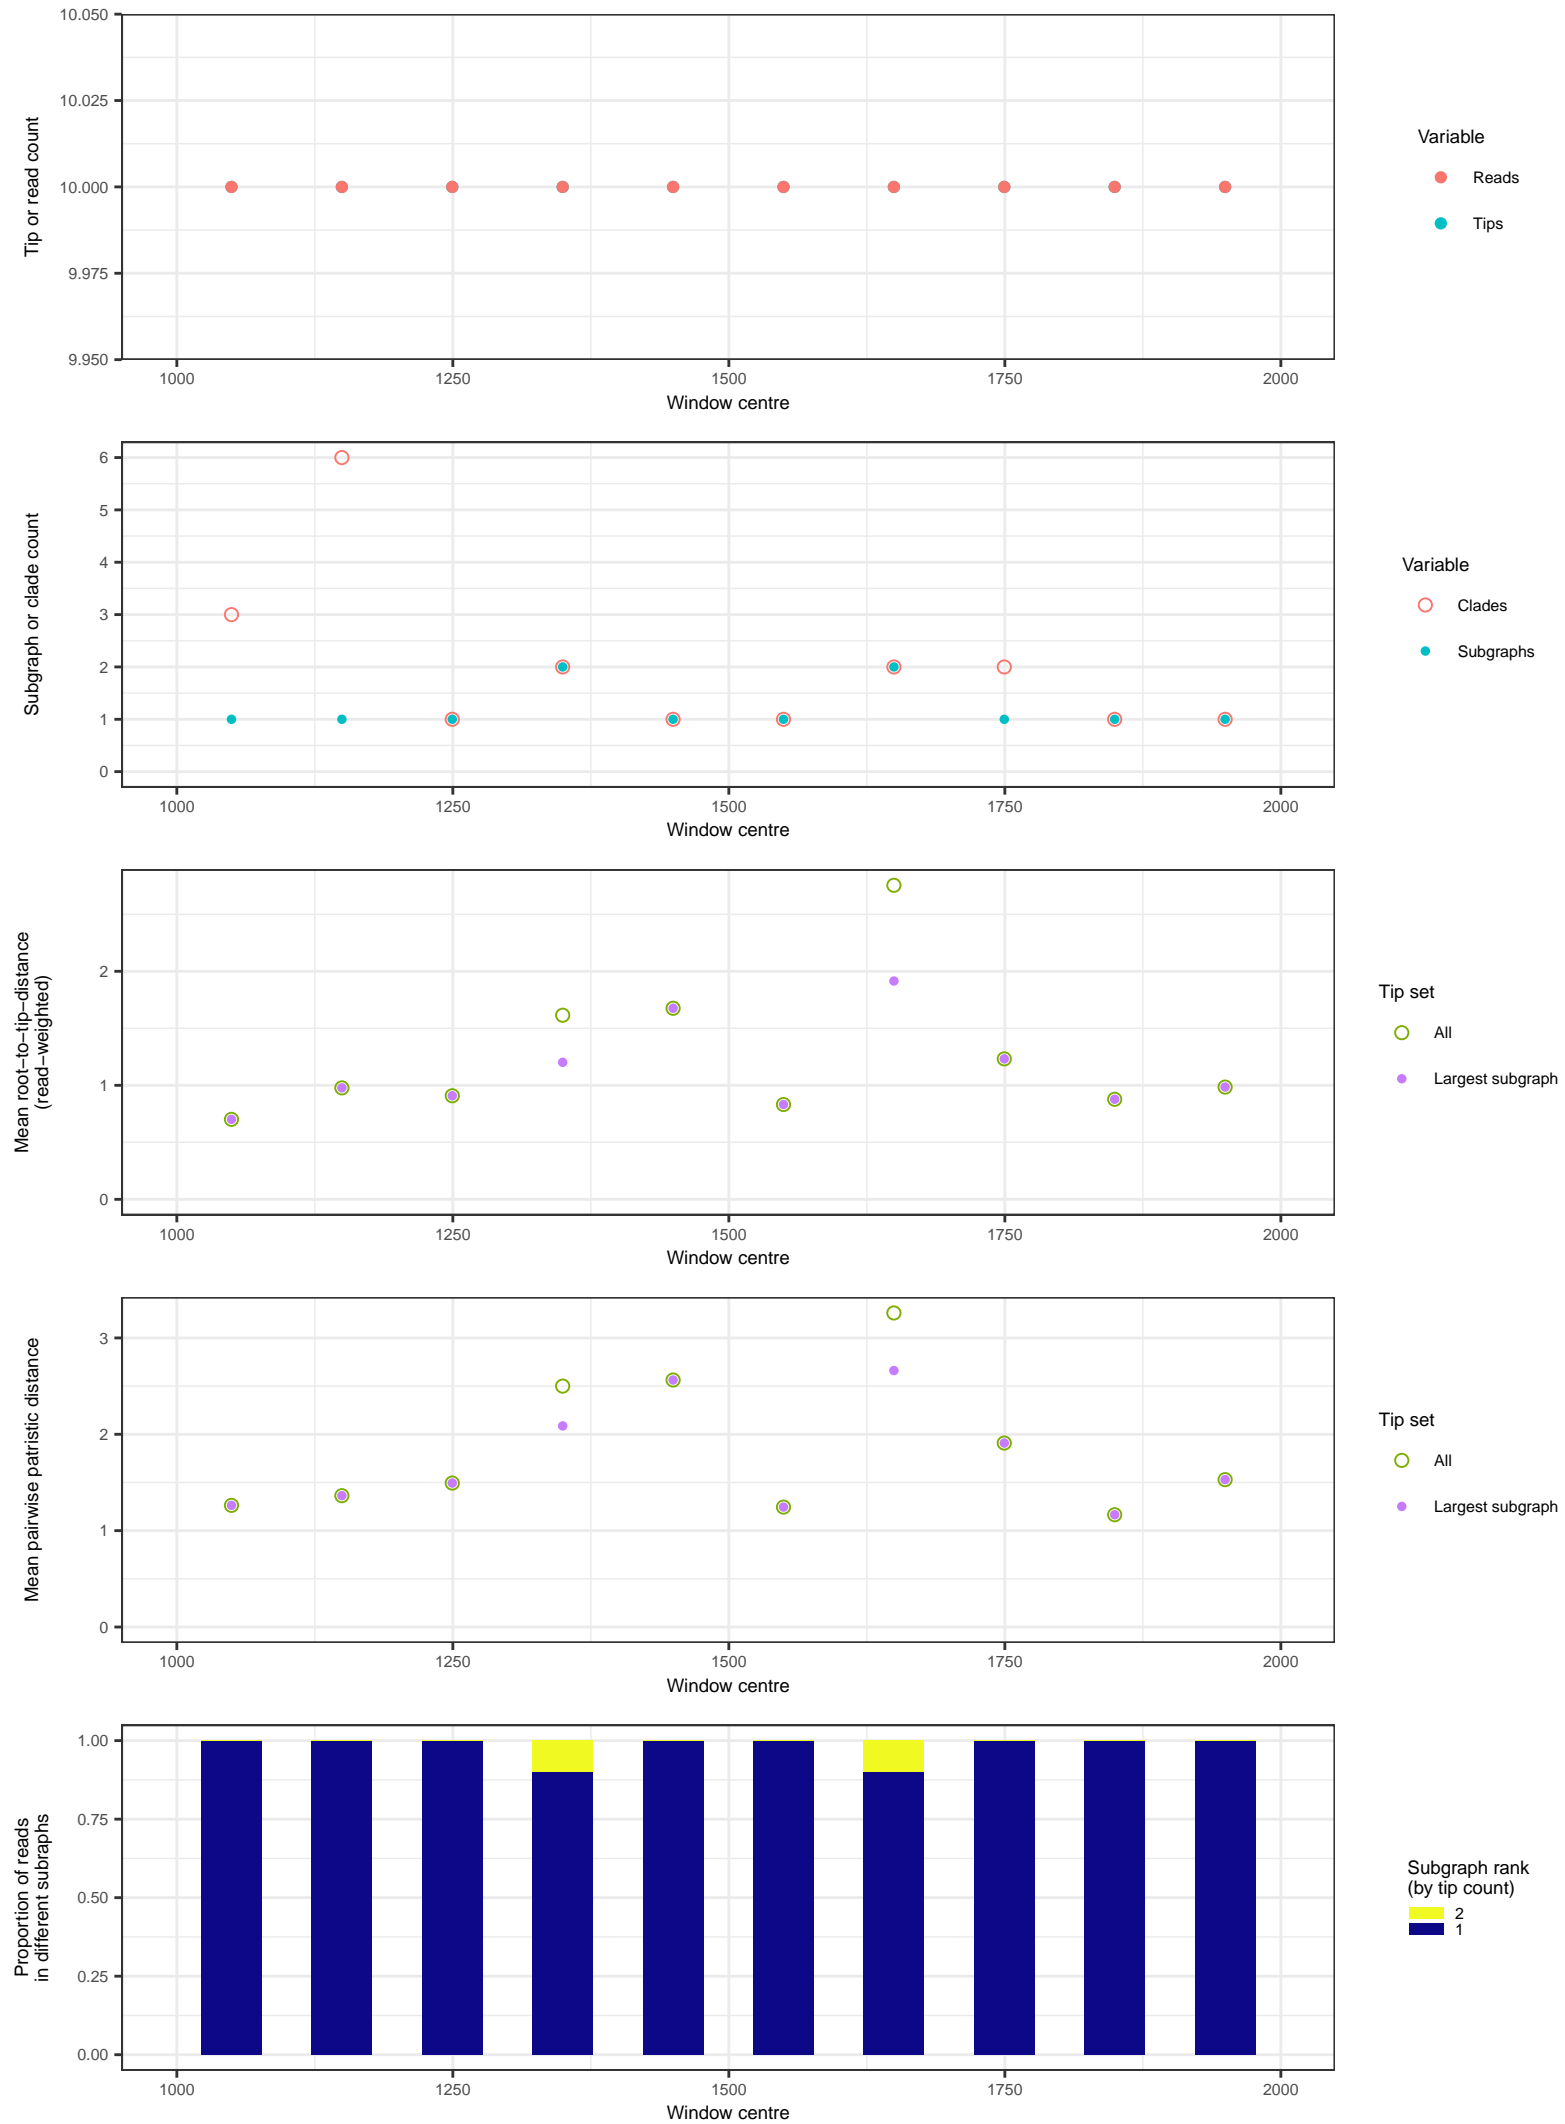 10.050
10.025
10.000
9.975
9.950
Tip or read count
1000 1250 1500 1750 2000
Window centre
Variable
Reads
Tips
6
5
4
3
2
1
0
Subgraph or clade count
1000 1250 1500 1750 2000
Window centre
Variable
Clades
Subgraphs
2
1
0
Mean root−to−tip−distance
(read−weighted)
1000 1250 1500 1750 2000
Window centre
Tip set
All
Largest subgraph
3
2
1
0
Mean pairwise patristic distance
1000 1250 1500 1750 2000
Window centre
Tip set
All
Largest subgraph
1.00
0.75
0.50
0.25
0.00
Proportion of reads
in different subraphs
1000 1250 1500 1750 2000
Window centre
Subgraph rank
(by tip count)
2
1